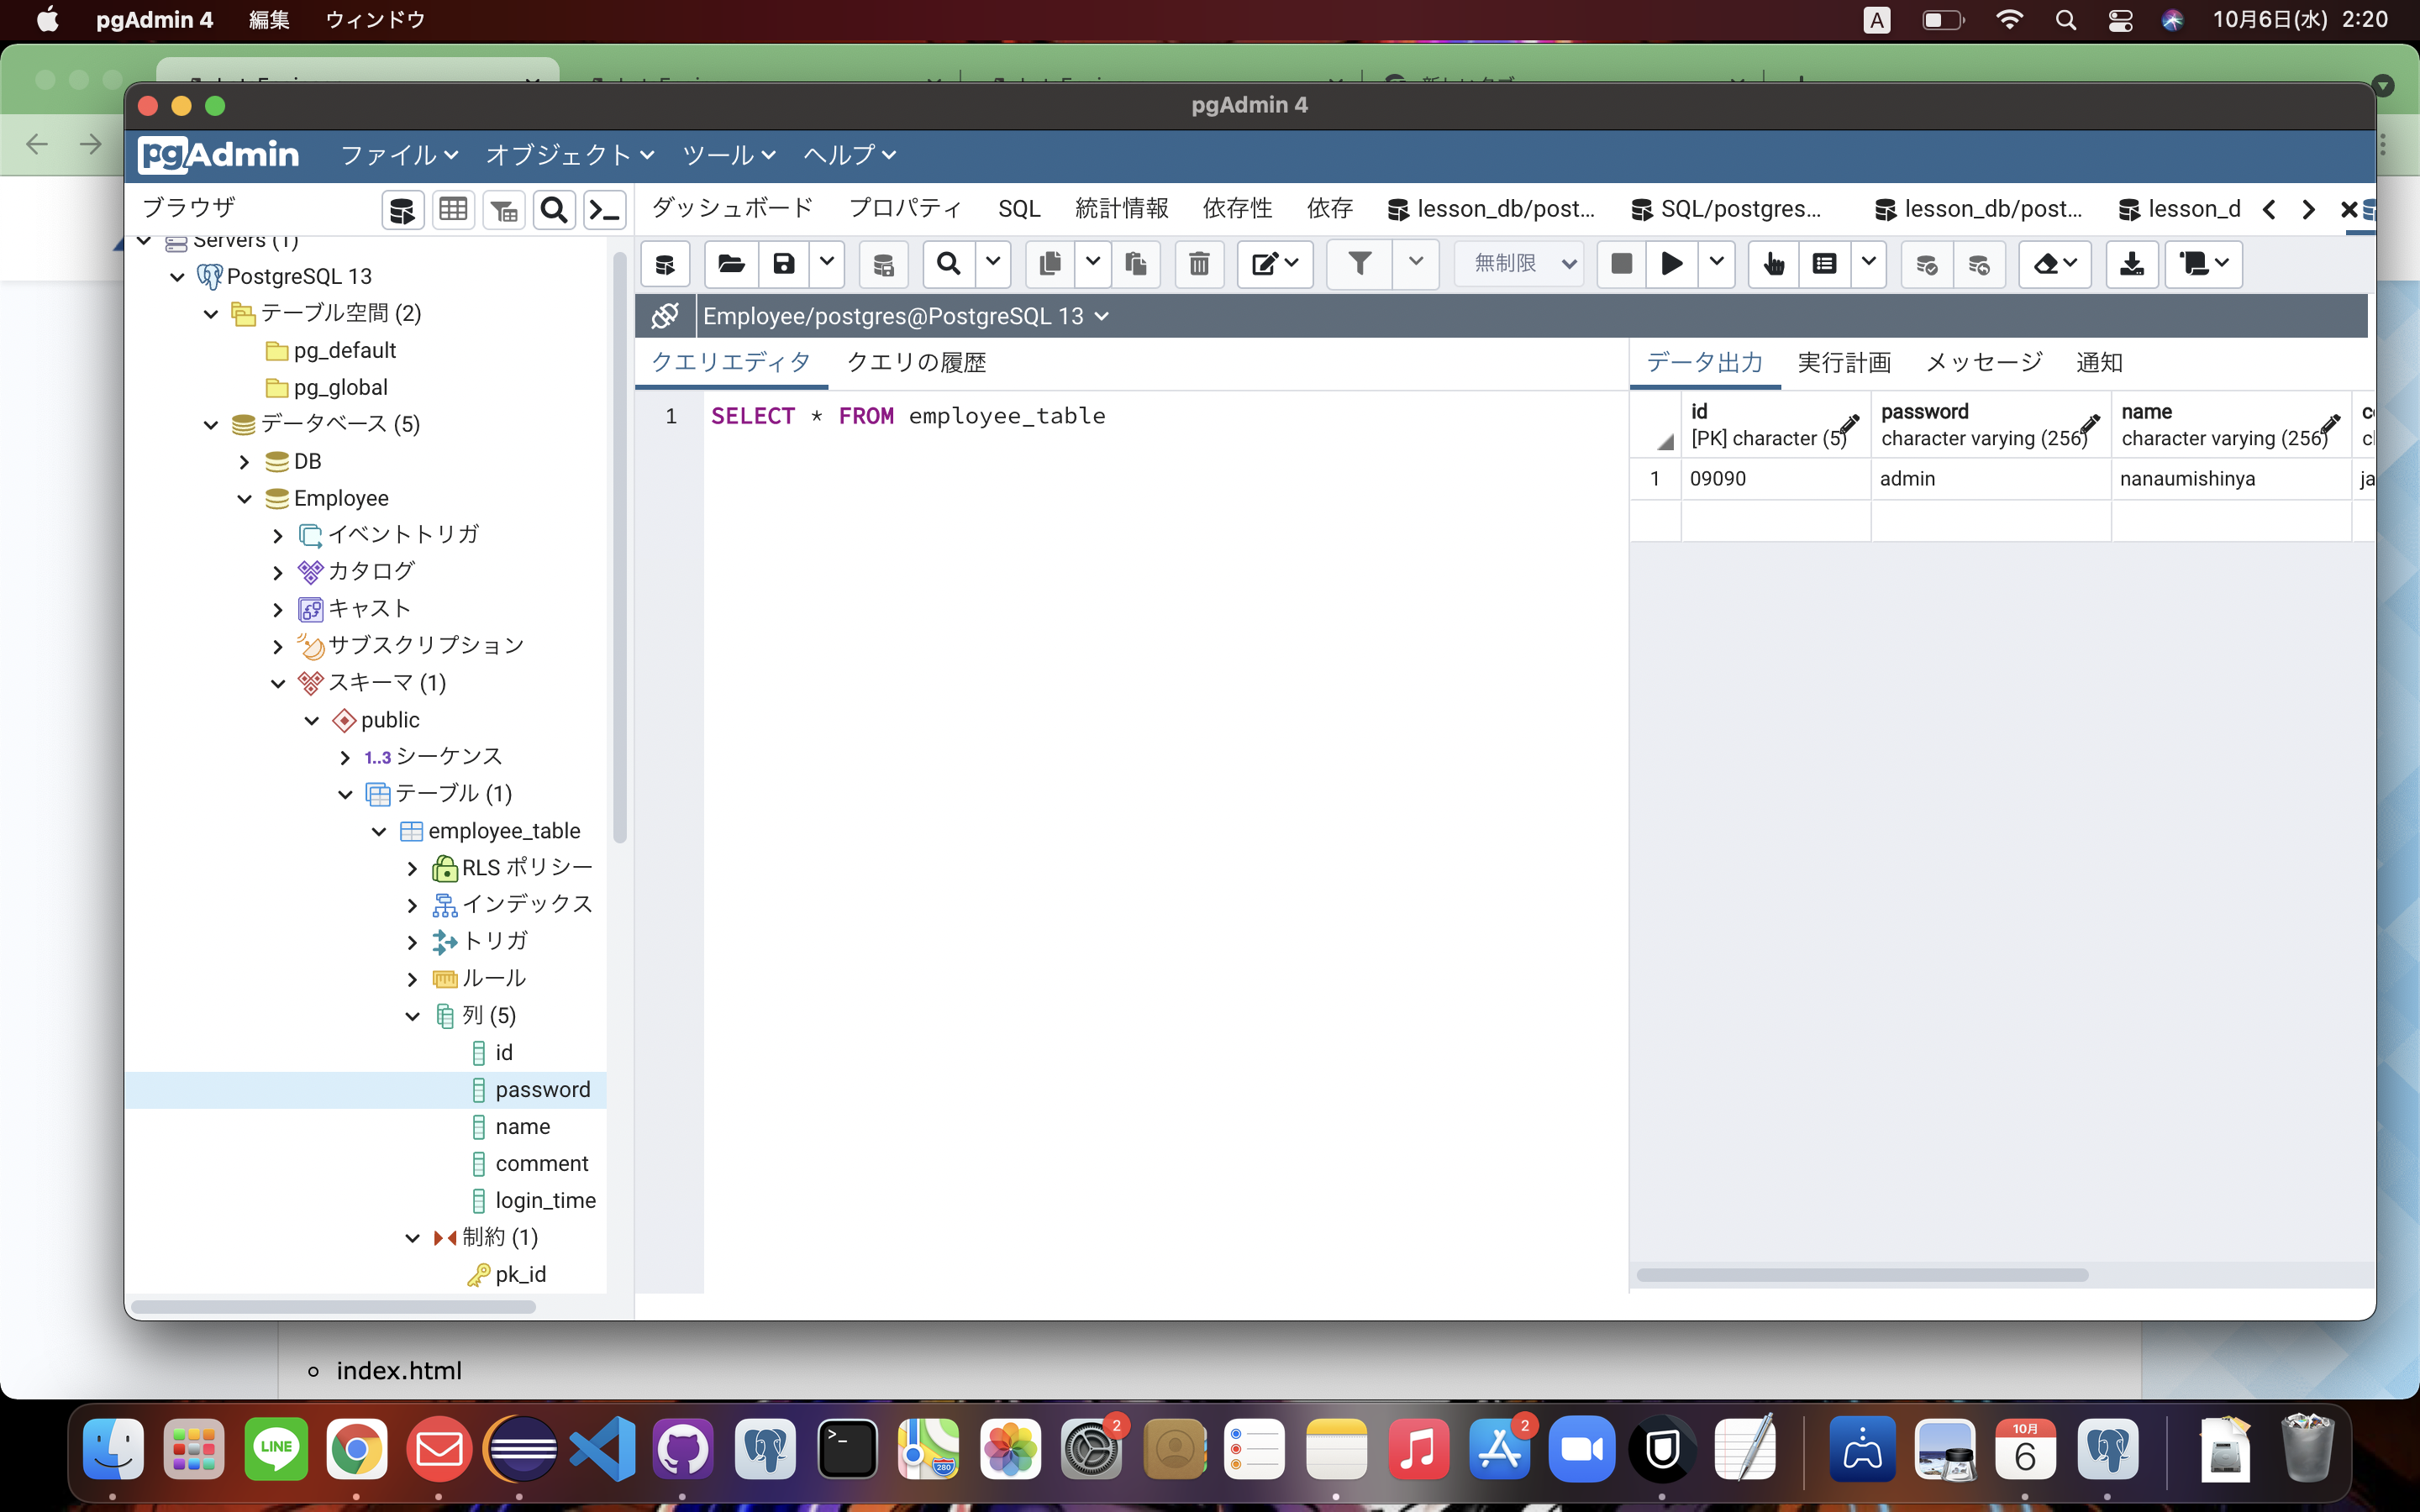 pgAdmin 4 編集 ウィンドウ A 10月6日(水) 2:20
pgAdmin 4
pgAdmin ファイル オブジェクト ツール ヘルプ
ブラウザ
ダッシュボード プロパティ SQL 統計情報 依存性 依存 lesson_db/post... SQL/postgres... lesson_db/post... lesson_d
無制限
Employee/postgres@PostgreSQL 13
クエリエディタ クエリの履歴
データ出力 実行計画 メッセージ 通知
1 SELECT * FROM employee_table
id password name
[PK] character (5) character varying (256) character varying (256)
1 09090 admin nanaumishinya ja
Servers (1)
PostgreSQL 13
テーブル空間 (2)
pg_default
pg_global
データベース (5)
DB
Employee
イベントトリガ
カタログ
キャスト
サブスクリプション
スキーマ (1)
public
1..3 シーケンス
テーブル (1)
employee_table
RLS ポリシー
インデックス
トリガ
ルール
列 (5)
id
password
name
comment
login_time
制約 (1)
pk_id
index.html
LINE
280
2
2
10月
6